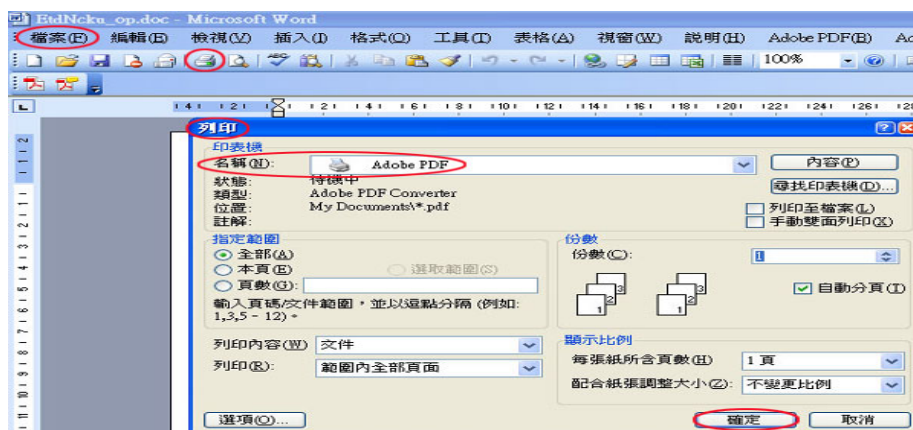 EtdNcku_op.doc - Microsoft Word
檔案(F) 編輯(E) 檢視(V) 插入(I) 格式(O) 工具(T) 表格(A) 視窗(W) 說明(H) Adobe PDF(B)
100%
列印
印表機
名稱(N): Adobe PDF 內容(P)
狀態: 待機中 尋找印表機(D)...
類型: Adobe PDF Converter
位置: My Documents\*.pdf 列印至檔案(L)
註解: 手動雙面列印(X)
指定範圍 份數
全部(A) 份數(C): 1
本頁(E) 選取範圍(S)
頁數(G): 自動分頁(T)
輸入頁碼/文件範圍，並以逗點分隔 (例如:
1,3,5 - 12)。
顯示比例
列印內容(W) 文件 每張紙所含頁數(H) 1 頁
列印(R): 範圍內全部頁面 配合紙張調整大小(Z): 不變更比例
選項(O)... 確定 取消